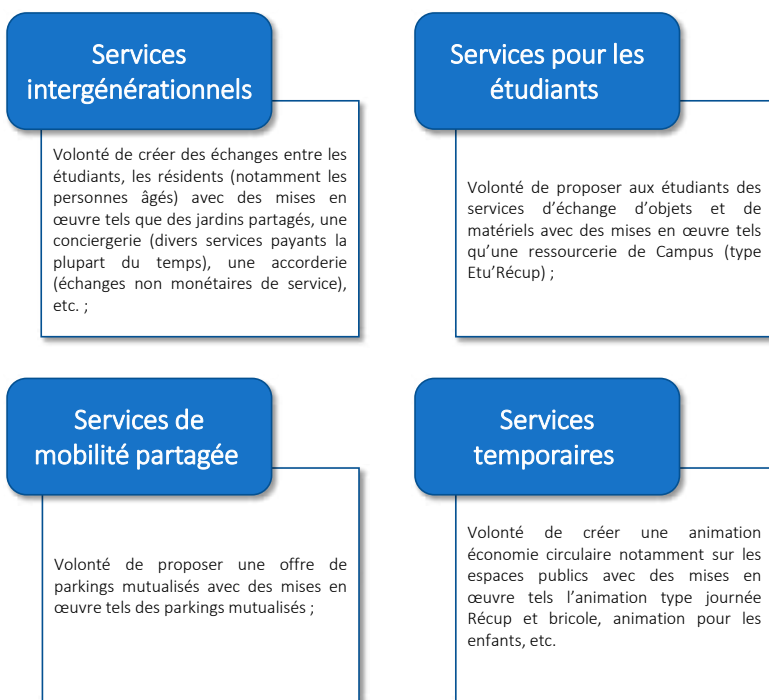 Services
intergénérationnels
Volonté de créer des échanges entre les
étudiants, les résidents (notamment les
personnes âgés) avec des mises en
œuvre tels que des jardins partagés, une
conciergerie (divers services payants la
plupart du temps), une accorderie
(échanges non monétaires de service),
etc. ;
Services pour les
étudiants
Volonté de proposer aux étudiants des
services d’échange d’objets et de
matériels avec des mises en œuvre tels
qu’une ressourcerie de Campus (type
Etu’Récup) ;
Services de
mobilité partagée
Volonté de proposer une offre de
parkings mutualisés avec des mises en
œuvre tels des parkings mutualisés ;
Services
temporaires
Volonté de créer une animation
économie circulaire notamment sur les
espaces publics avec des mises en
œuvre tels l’animation type journée
Récup et bricole, animation pour les
enfants, etc.